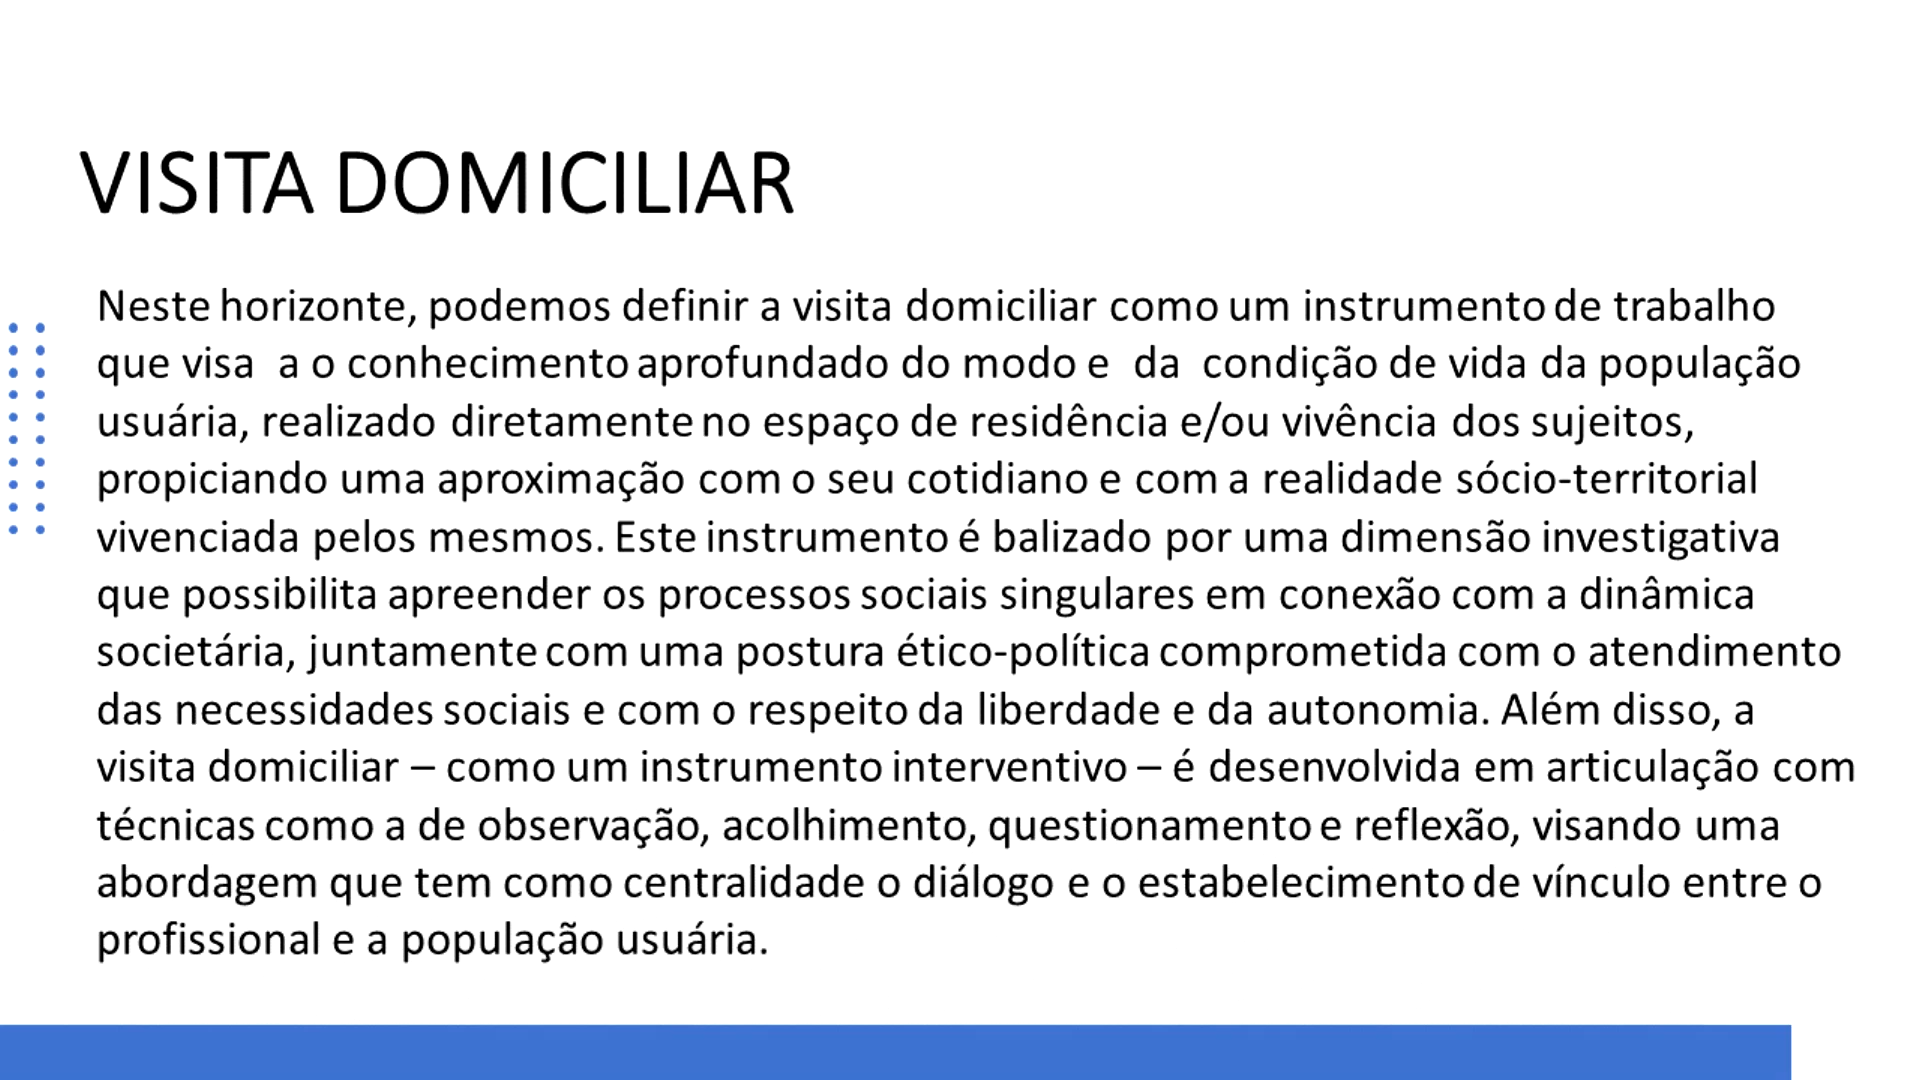 VISITA DOMICILIAR
Neste horizonte, podemos definir a visita domiciliar como um instrumento de trabalho
que visa a o conhecimento aprofundado do modo e da condição de vida da população
usuária, realizado diretamente no espaço de residência e/ou vivência dos sujeitos,
propiciando uma aproximação com o seu cotidiano e com a realidade sócio-territorial
vivenciada pelos mesmos. Este instrumento é balizado por uma dimensão investigativa
que possibilita apreender os processos sociais singulares em conexão com a dinâmica
societária, juntamente com uma postura ético-política comprometida com o atendimento
das necessidades sociais e com o respeito da liberdade e da autonomia. Além disso, a
visita domiciliar – como um instrumento interventivo – é desenvolvida em articulação com
técnicas como a de observação, acolhimento, questionamento e reflexão, visando uma
abordagem que tem como centralidade o diálogo e o estabelecimento de vínculo entre o
profissional e a população usuária.